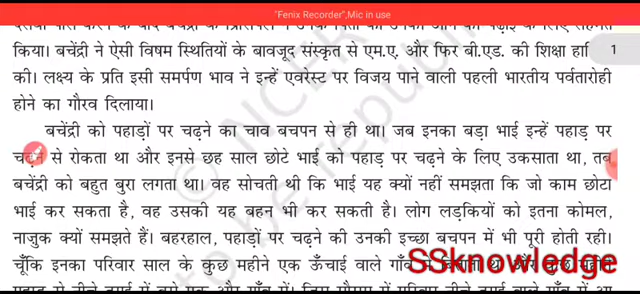 "Fenix Recorder",Mic in use
किया। बचेंद्री ने ऐसी विषम स्थितियों के बावजूद संस्कृत से एम.ए. और फिर बी.एड. की शिक्षा हा
1
की। लक्ष्य के प्रति इसी समर्पण भाव ने इन्हें एवरेस्ट पर विजय पाने वाली पहली भारतीय पर्वतारोही
होने का गौरव दिलाया।
बचेंद्री को पहाड़ों पर चढ़ने का चाव बचपन से ही था। जब इनका बड़ा भाई इन्हें पहाड़ पर
चढ़ने से रोकता था और इनसे छह साल छोटे भाई को पहाड़ पर चढ़ने के लिए उकसाता था, तब
बचेंद्री को बहुत बुरा लगता था। वह सोचती थी कि भाई यह क्यों नहीं समझता कि जो काम छोटा
भाई कर सकता है, वह उसकी यह बहन भी कर सकती है। लोग लड़कियों को इतना कोमल,
नाज़ुक क्यों समझते हैं। बहरहाल, पहाड़ों पर चढ़ने की उनकी इच्छा बचपन में भी पूरी होती रही।
चूँकि इनका परिवार साल के कुछ महीने एक ऊँचाई वाले गाँव में बिताता था और कुछ महीने
SSknowledge